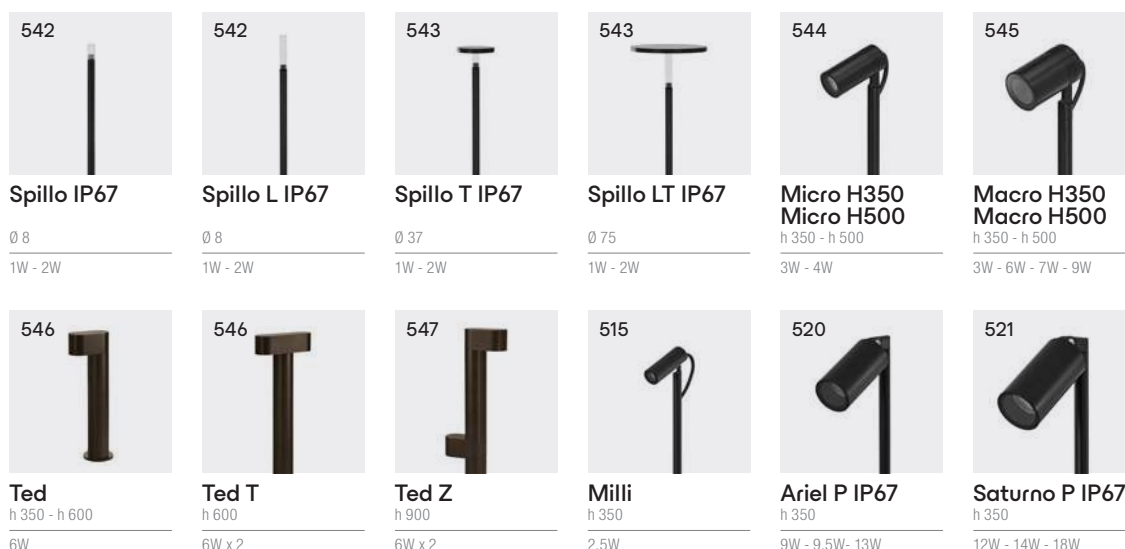 542
542
543
543
544
545
Spillo IP67
Spillo L IP67
Spillo T IP67
Spillo LT IP67
Micro H350
Micro H500
Macro H350
Macro H500
Ø 8
Ø 8
Ø 37
Ø 75
h 350 - h 500
h 350 - h 500
1W - 2W
1W - 2W
1W - 2W
1W - 2W
3W - 4W
3W - 6W - 7W - 9W
546
546
547
515
520
521
Ted
Ted T
Ted Z
Milli
Ariel P IP67
Saturno P IP67
h 350 - h 600
h 600
h 900
h 350
h 350
h 350
6W
6W x 2
6W x 2
2,5W
9W - 9,5W- 13W
12W - 14W - 18W